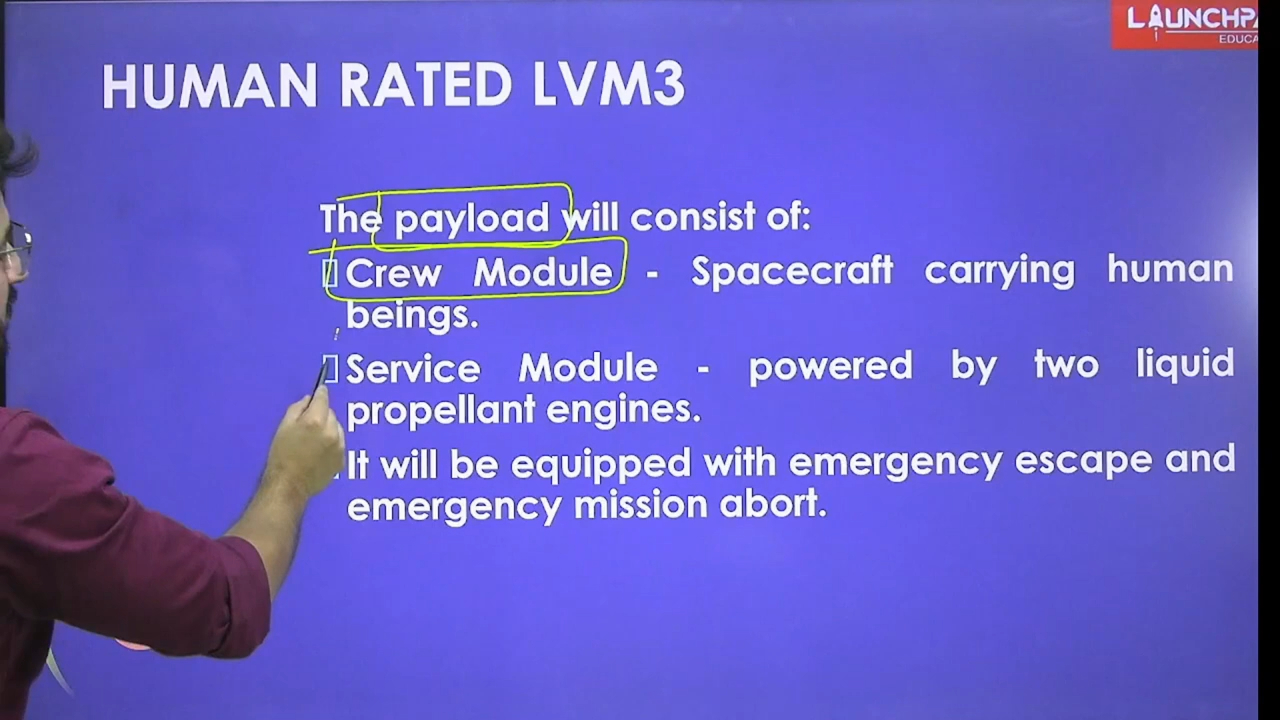 LAUNCHPA
EDUCA
HUMAN RATED LVM3
The payload will consist of:
Crew Module - Spacecraft carrying human
beings.
Service Module - powered by two liquid
propellant engines.
It will be equipped with emergency escape and
emergency mission abort.